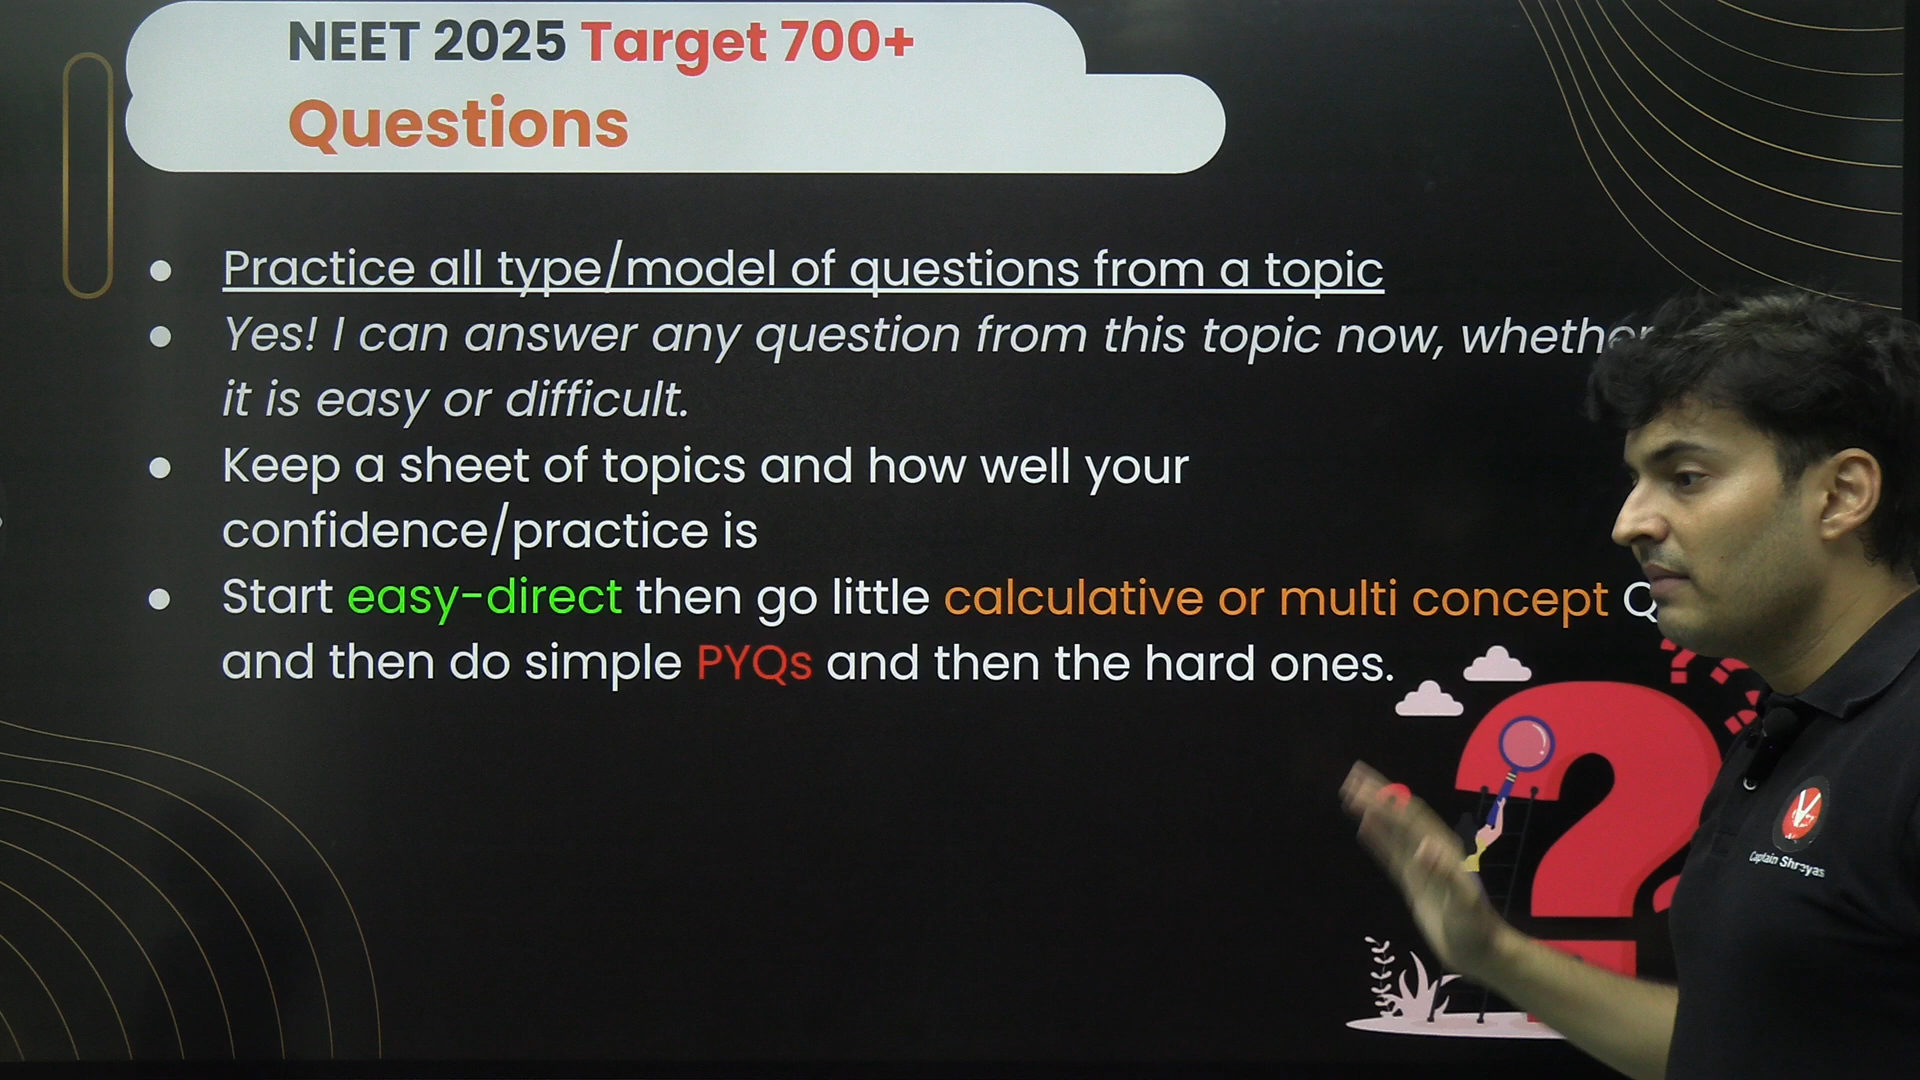 NEET 2025 Target 700+
Questions
Practice all type/model of questions from a topic
Yes! I can answer any question from this topic now, whether
it is easy or difficult.
Keep a sheet of topics and how well your
confidence/practice is
Start easy-direct then go little calculative or multi concept Q
and then do simple PYQs and then the hard ones.
Captain Shreyas